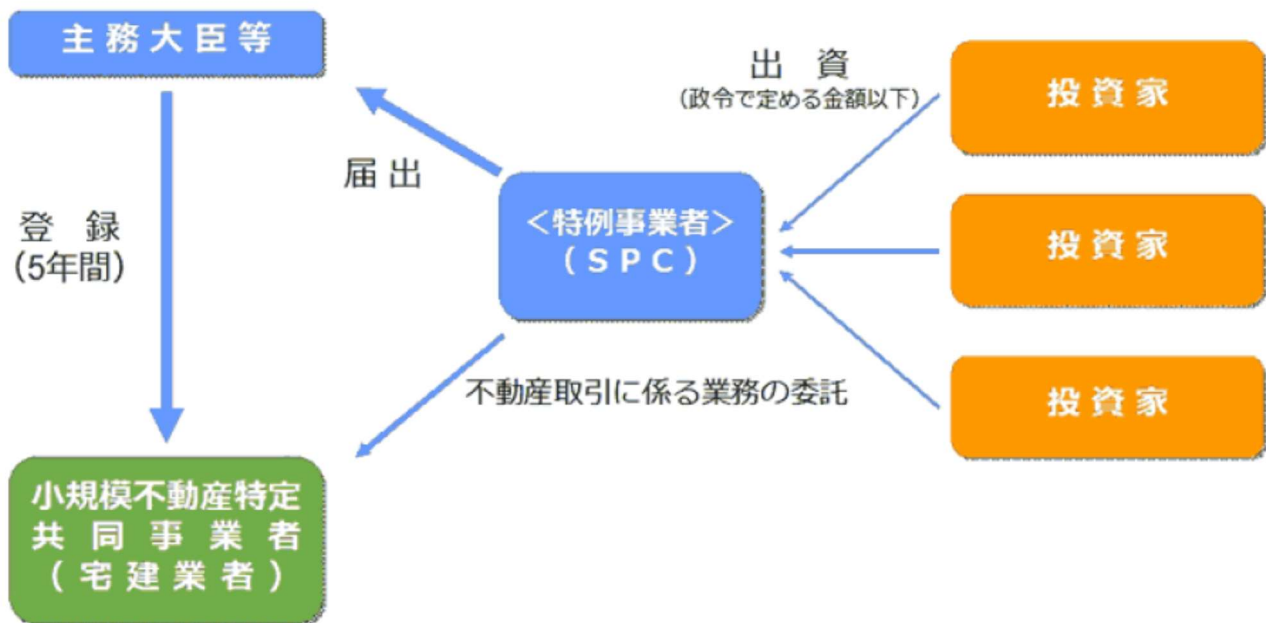 主務大臣等
出 資
(政令で定める金額以下)
投資家
届出
登 録
(5年間)
＜特例事業者＞
(ＳＰＣ)
投資家
不動産取引に係る業務の委託
投資家
小規模不動産特定
共同事業者
(宅建業者)